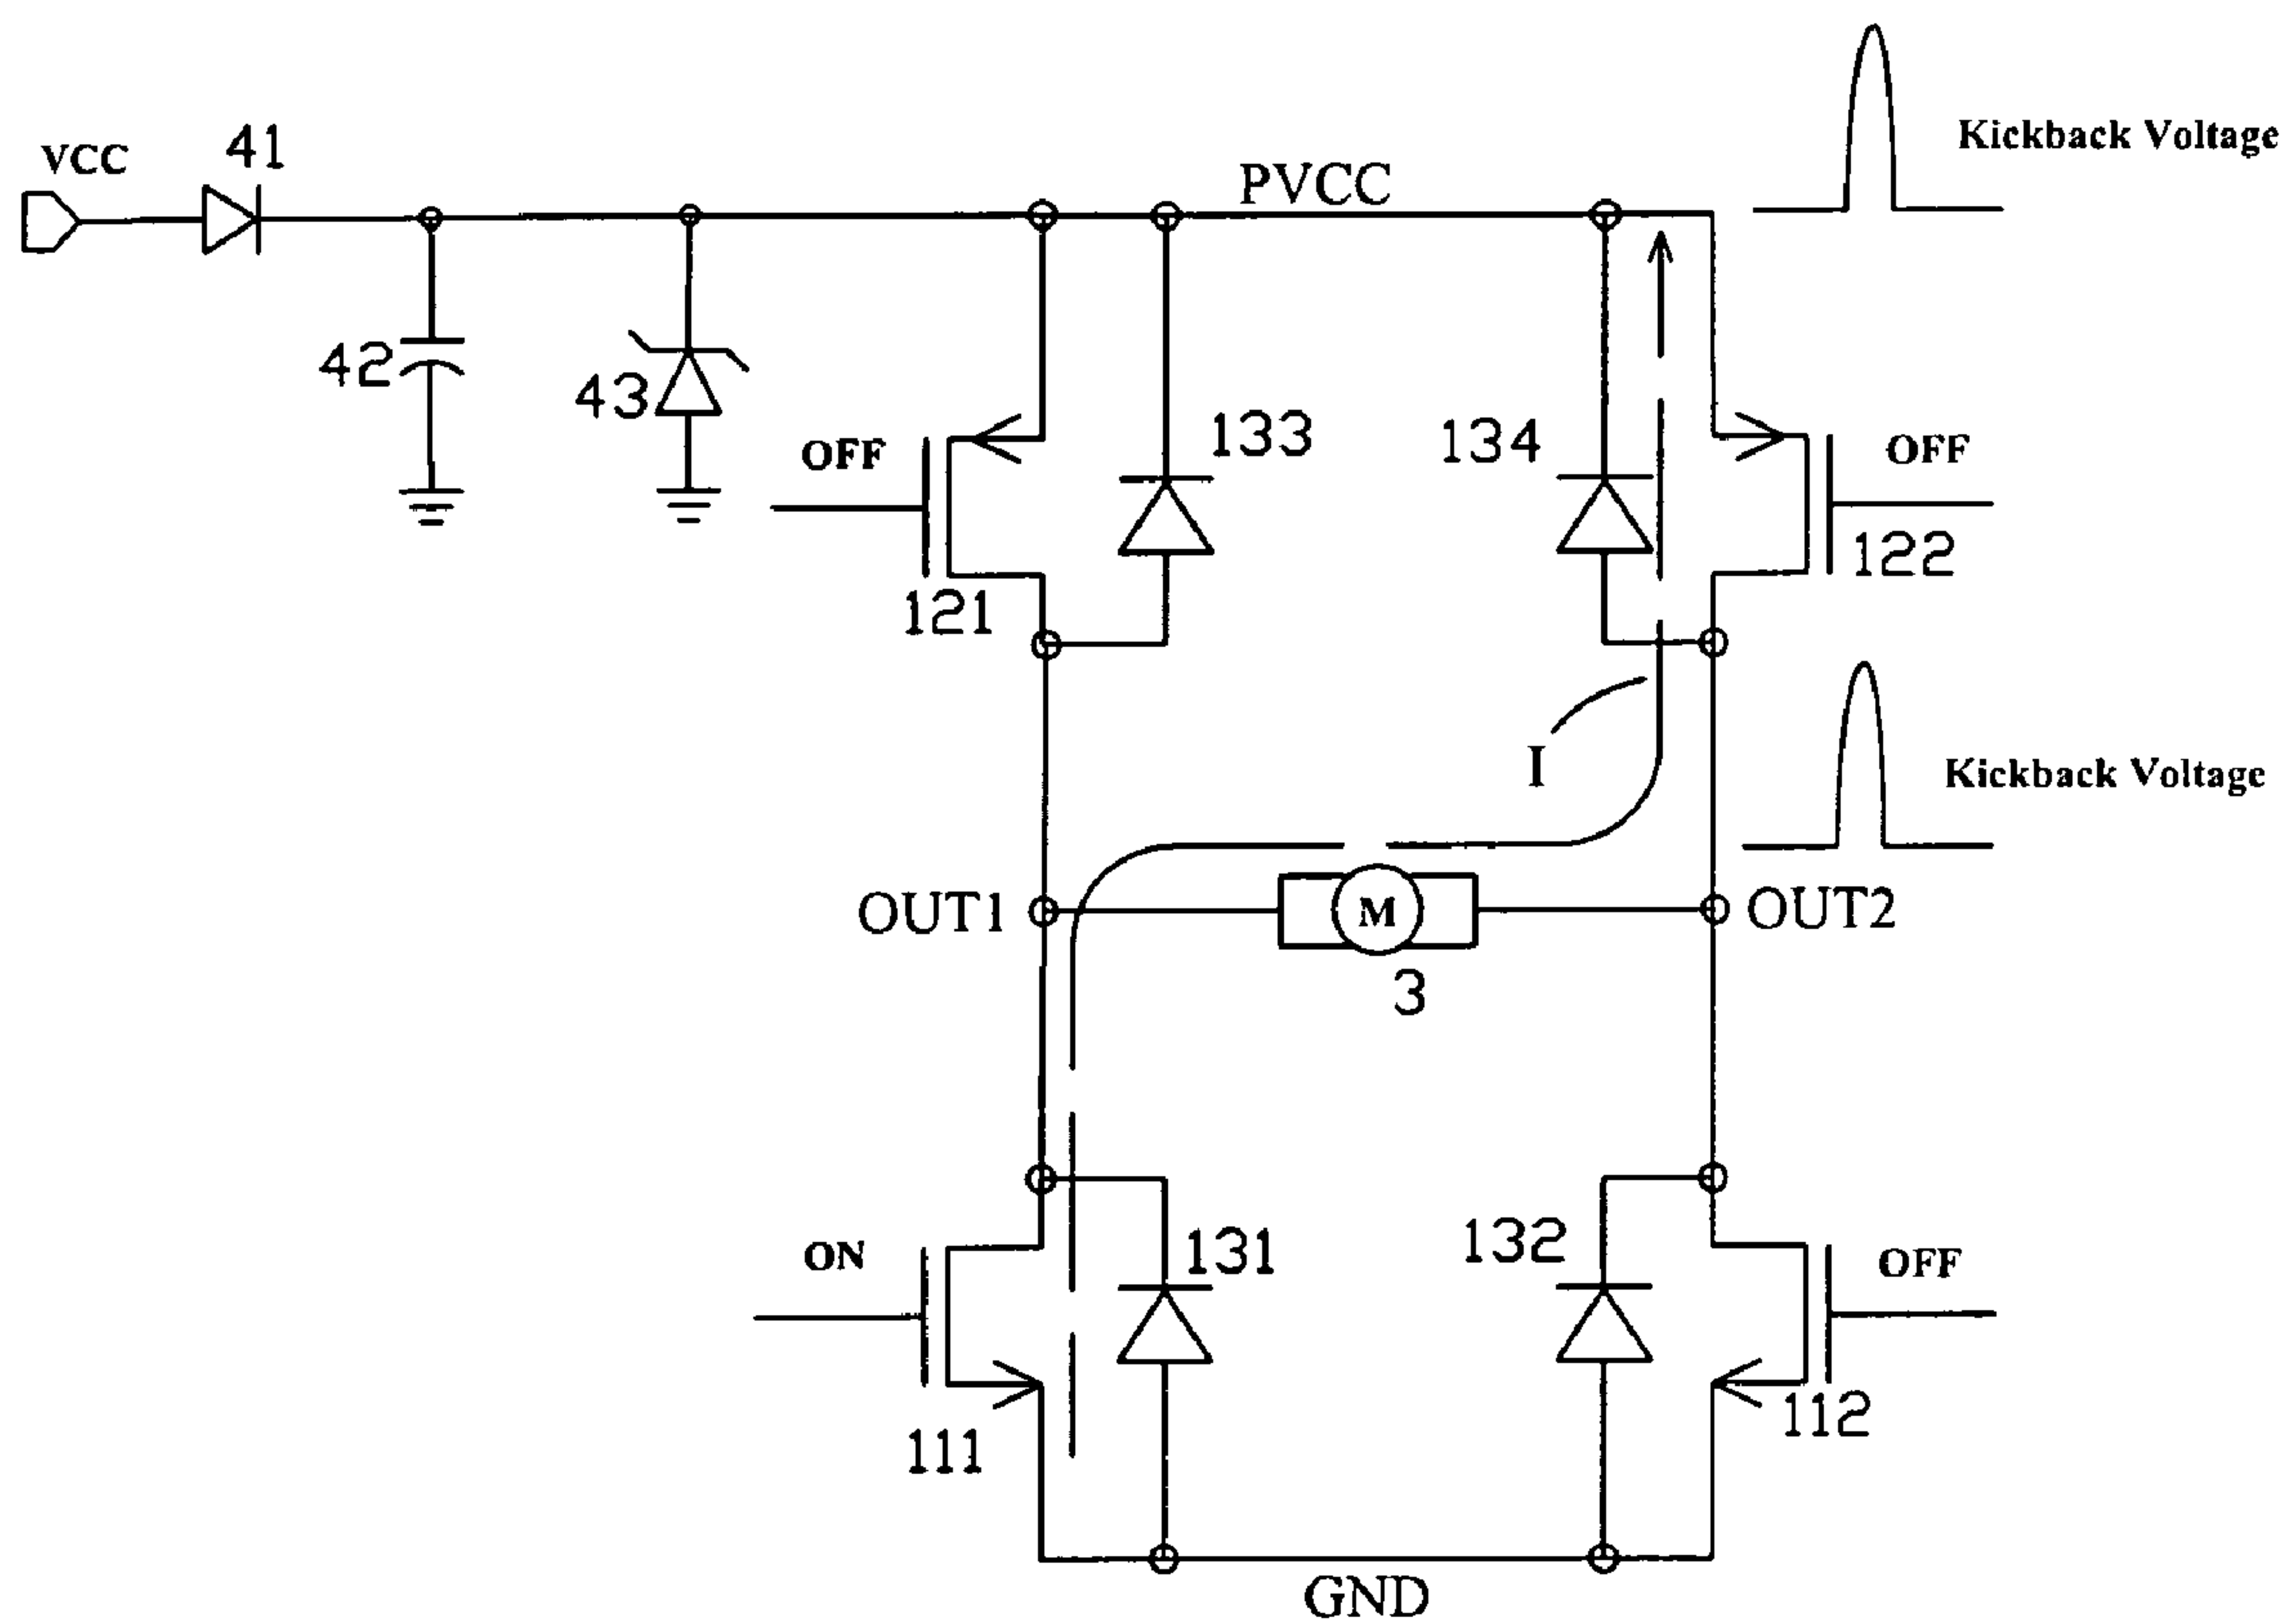 Kickback Voltage
VCC
41
PVCC
42
43
OFF
133
134
OFF
121
122
I
Kickback Voltage
OUT1
M
OUT2
3
ON
131
132
OFF
111
112
GND